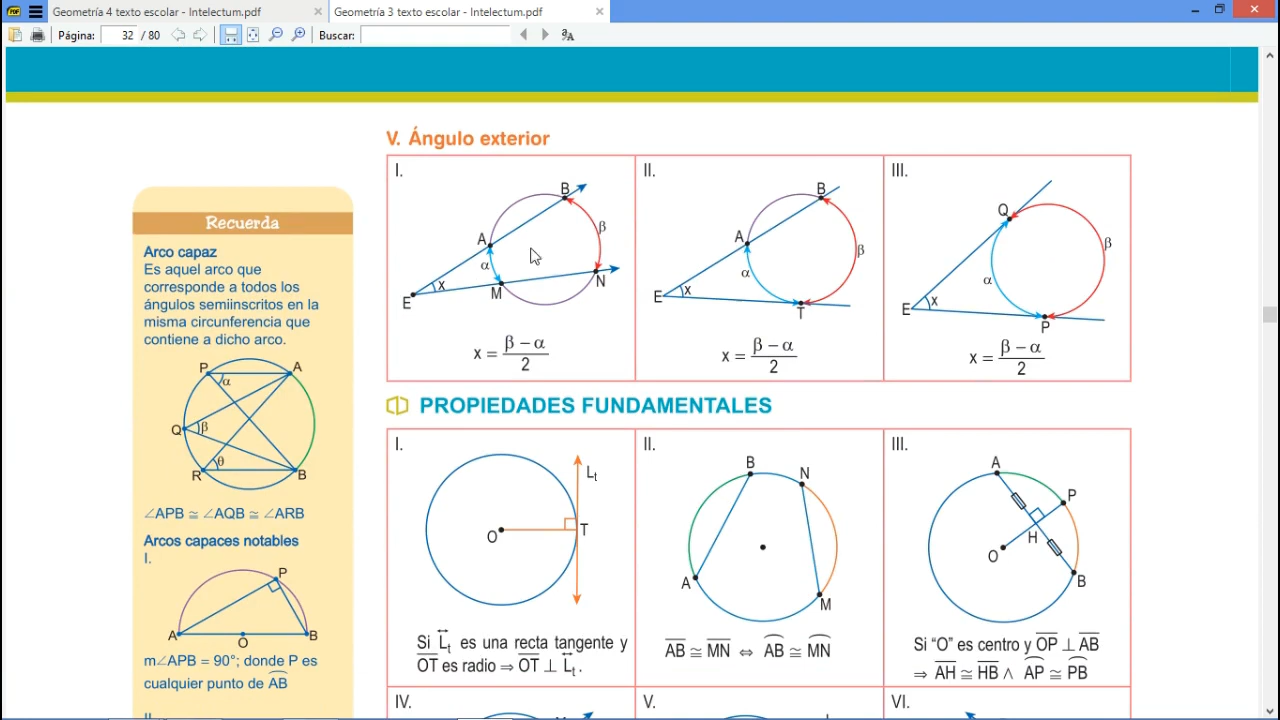 Geometría 4 texto escolar - Intelectum.pdf
Geometría 3 texto escolar - Intelectum.pdf
Página: 32 / 80
Buscar:
V. Ángulo exterior
I.
B
A
β
α
x
E
M
N
x = β – α / 2
II.
B
A
β
α
x
E
T
x = β – α / 2
III.
Q
β
α
x
E
P
x = β – α / 2
Recuerda
Arco capaz
Es aquel arco que
corresponde a todos los
ángulos semiinscritos en la
misma circunferencia que
contiene a dicho arco.
P
A
α
Q
β
θ
R
B
∠APB ≅ ∠AQB ≅ ∠ARB
Arcos capaces notables
I.
P
A
O
B
m∠APB = 90°; donde P es
cualquier punto de AB
PROPIEDADES FUNDAMENTALES
I.
Lt
O
T
Si Lt es una recta tangente y
OT es radio ⇒ OT ⊥ Lt .
II.
B
N
A
M
AB ≅ MN ⇔ AB ≅ MN
III.
A
P
H
O
B
Si “O” es centro y OP ⊥ AB
⇒ AH ≅ HB ∧ AP ≅ PB
IV.
V.
VI.